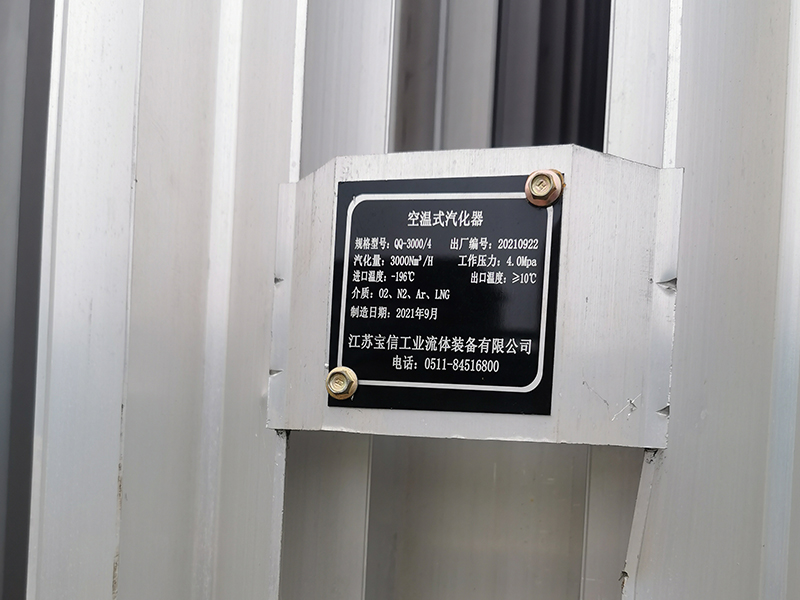 空温式汽化器
规格型号：QQ-3000/4 出厂编号：20210922
汽化量：3000Nm³/H 工作压力：4.0Mpa
进口温度：-196℃ 出口温度：≥10℃
介质：O2、N2、Ar、LNG
制造日期：2021年9月
江苏宝信工业流体装备有限公司
电话：0511-84516800